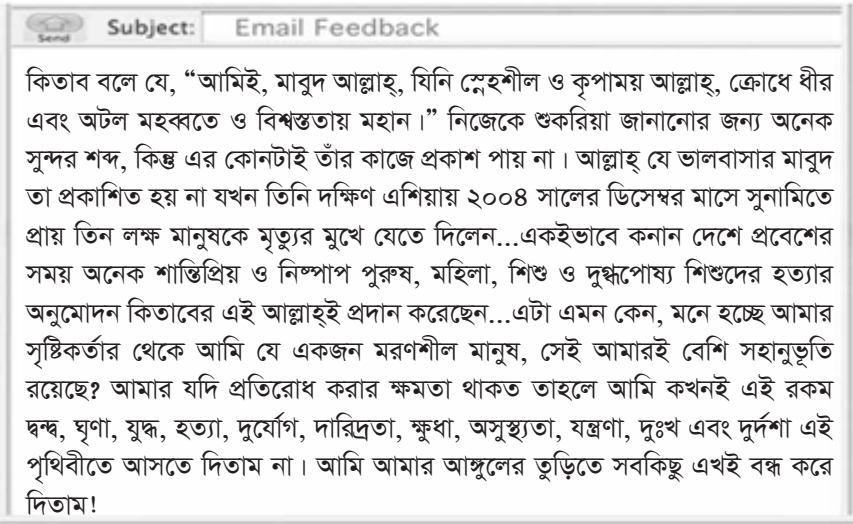 Send Subject: Email Feedback
কিতাব বলে যে, “আমিই, মাবুদ আল্লাহ্, যিনি স্নেহশীল ও কৃপাময় আল্লাহ্, ক্রোধে ধীর
এবং অটল মহব্বতে ও বিশ্বস্ততায় মহান।” নিজেকে শুকরিয়া জানানোর জন্য অনেক
সুন্দর শব্দ, কিন্তু এর কোনটাই তাঁর কাজে প্রকাশ পায় না। আল্লাহ্ যে ভালবাসার মাবুদ
তা প্রকাশিত হয় না যখন তিনি দক্ষিণ এশিয়ায় ২০০৪ সালের ডিসেম্বর মাসে সুনামিতে
প্রায় তিন লক্ষ মানুষকে মৃত্যুর মুখে যেতে দিলেন...একইভাবে কনান দেশে প্রবেশের
সময় অনেক শান্তিপ্রিয় ও নিষ্পাপ পুরুষ, মহিলা, শিশু ও দুগ্ধপোষ্য শিশুদের হত্যার
অনুমোদন কিতাবের এই আল্লাহ্‌ই প্রদান করেছেন...এটা এমন কেন, মনে হচ্ছে আমার
সৃষ্টিকর্তার থেকে আমি যে একজন মরণশীল মানুষ, সেই আমারই বেশি সহানুভূতি
রয়েছে? আমার যদি প্রতিরোধ করার ক্ষমতা থাকত তাহলে আমি কখনই এই রকম
দ্বন্দ্ব, ঘৃণা, যুদ্ধ, হত্যা, দুর্যোগ, দারিদ্রতা, ক্ষুধা, অসুস্থ্যতা, যন্ত্রণা, দুঃখ এবং দুর্দশা এই
পৃথিবীতে আসতে দিতাম না। আমি আমার আঙ্গুলের তুড়িতে সবকিছু এখই বন্ধ করে
দিতাম!